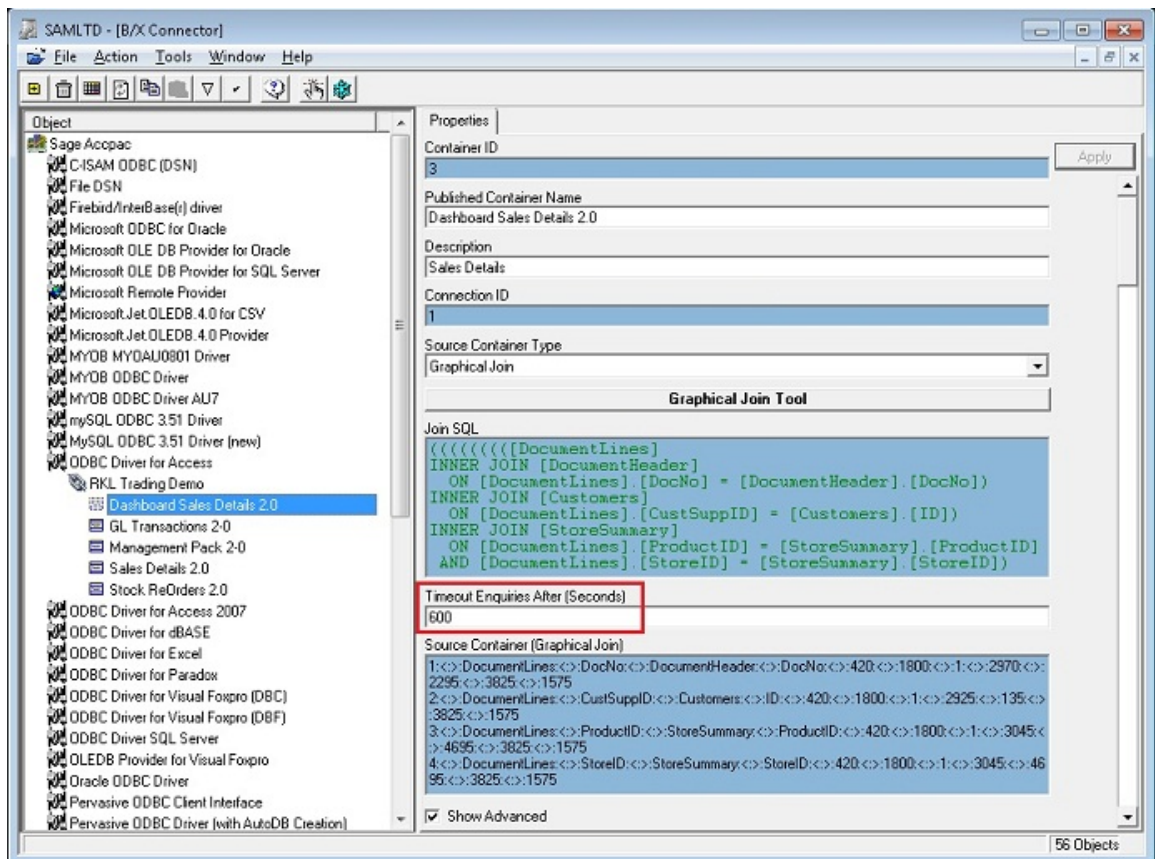 SAMLTD - [B/X Connector]
File Action Tools Window Help
Object
Sage Accpac
C-ISAM ODBC (DSN)
File DSN
Firebird/InterBase(r) driver
Microsoft ODBC for Oracle
Microsoft OLE DB Provider for Oracle
Microsoft OLE DB Provider for SQL Server
Microsoft Remote Provider
Microsoft.Jet.OLEDB.4.0 for CSV
Microsoft.Jet.OLEDB.4.0 Provider
MYOB MYOAU0801 Driver
MYOB ODBC Driver
MYOB ODBC Driver AU7
mySQL ODBC 3.51 Driver
MySQL ODBC 3.51 Driver (new)
ODBC Driver for Access
RKL Trading Demo
Dashboard Sales Details 2.0
GL Transactions 2-0
Management Pack 2-0
Sales Details 2.0
Stock ReOrders 2.0
ODBC Driver for Access 2007
ODBC Driver for dBASE
ODBC Driver for Excel
ODBC Driver for Paradox
ODBC Driver for Visual Foxpro (DBC)
ODBC Driver for Visual Foxpro (DBF)
ODBC Driver SQL Server
OLEDB Provider for Visual Foxpro
Oracle ODBC Driver
Pervasive ODBC Client Interface
Pervasive ODBC Driver (with AutoDB Creation)
Properties
Container ID
3
Apply
Published Container Name
Dashboard Sales Details 2.0
Description
Sales Details
Connection ID
1
Source Container Type
Graphical Join
Graphical Join Tool
Join SQL
((((((((([DocumentLines]
INNER JOIN [DocumentHeader]
ON [DocumentLines].[DocNo] = [DocumentHeader].[DocNo])
INNER JOIN [Customers]
ON [DocumentLines].[CustSuppID] = [Customers].[ID])
INNER JOIN [StoreSummary]
ON [DocumentLines].[ProductID] = [StoreSummary].[ProductID]
AND [DocumentLines].[StoreID] = [StoreSummary].[StoreID])
Timeout Enquiries After (Seconds)
600
Source Container (Graphical Join)
1:<>:DocumentLines:<>:DocNo:<>:DocumentHeader:<>:DocNo:<>:420:<>:1800:<>:1:<>:2970:<>:
2295:<>:3825:<>:1575
2:<>:DocumentLines:<>:CustSuppID:<>:Customers:<>:ID:<>:420:<>:1800:<>:1:<>:2925:<>:135:<>
:3825:<>:1575
3:<>:DocumentLines:<>:ProductID:<>:StoreSummary:<>:ProductID:<>:420:<>:1800:<>:1:<>:3045:<
>:4695:<>:3825:<>:1575
4:<>:DocumentLines:<>:StoreID:<>:StoreSummary:<>:StoreID:<>:420:<>:1800:<>:1:<>:3045:<>:46
95:<>:3825:<>:1575
Show Advanced
56 Objects